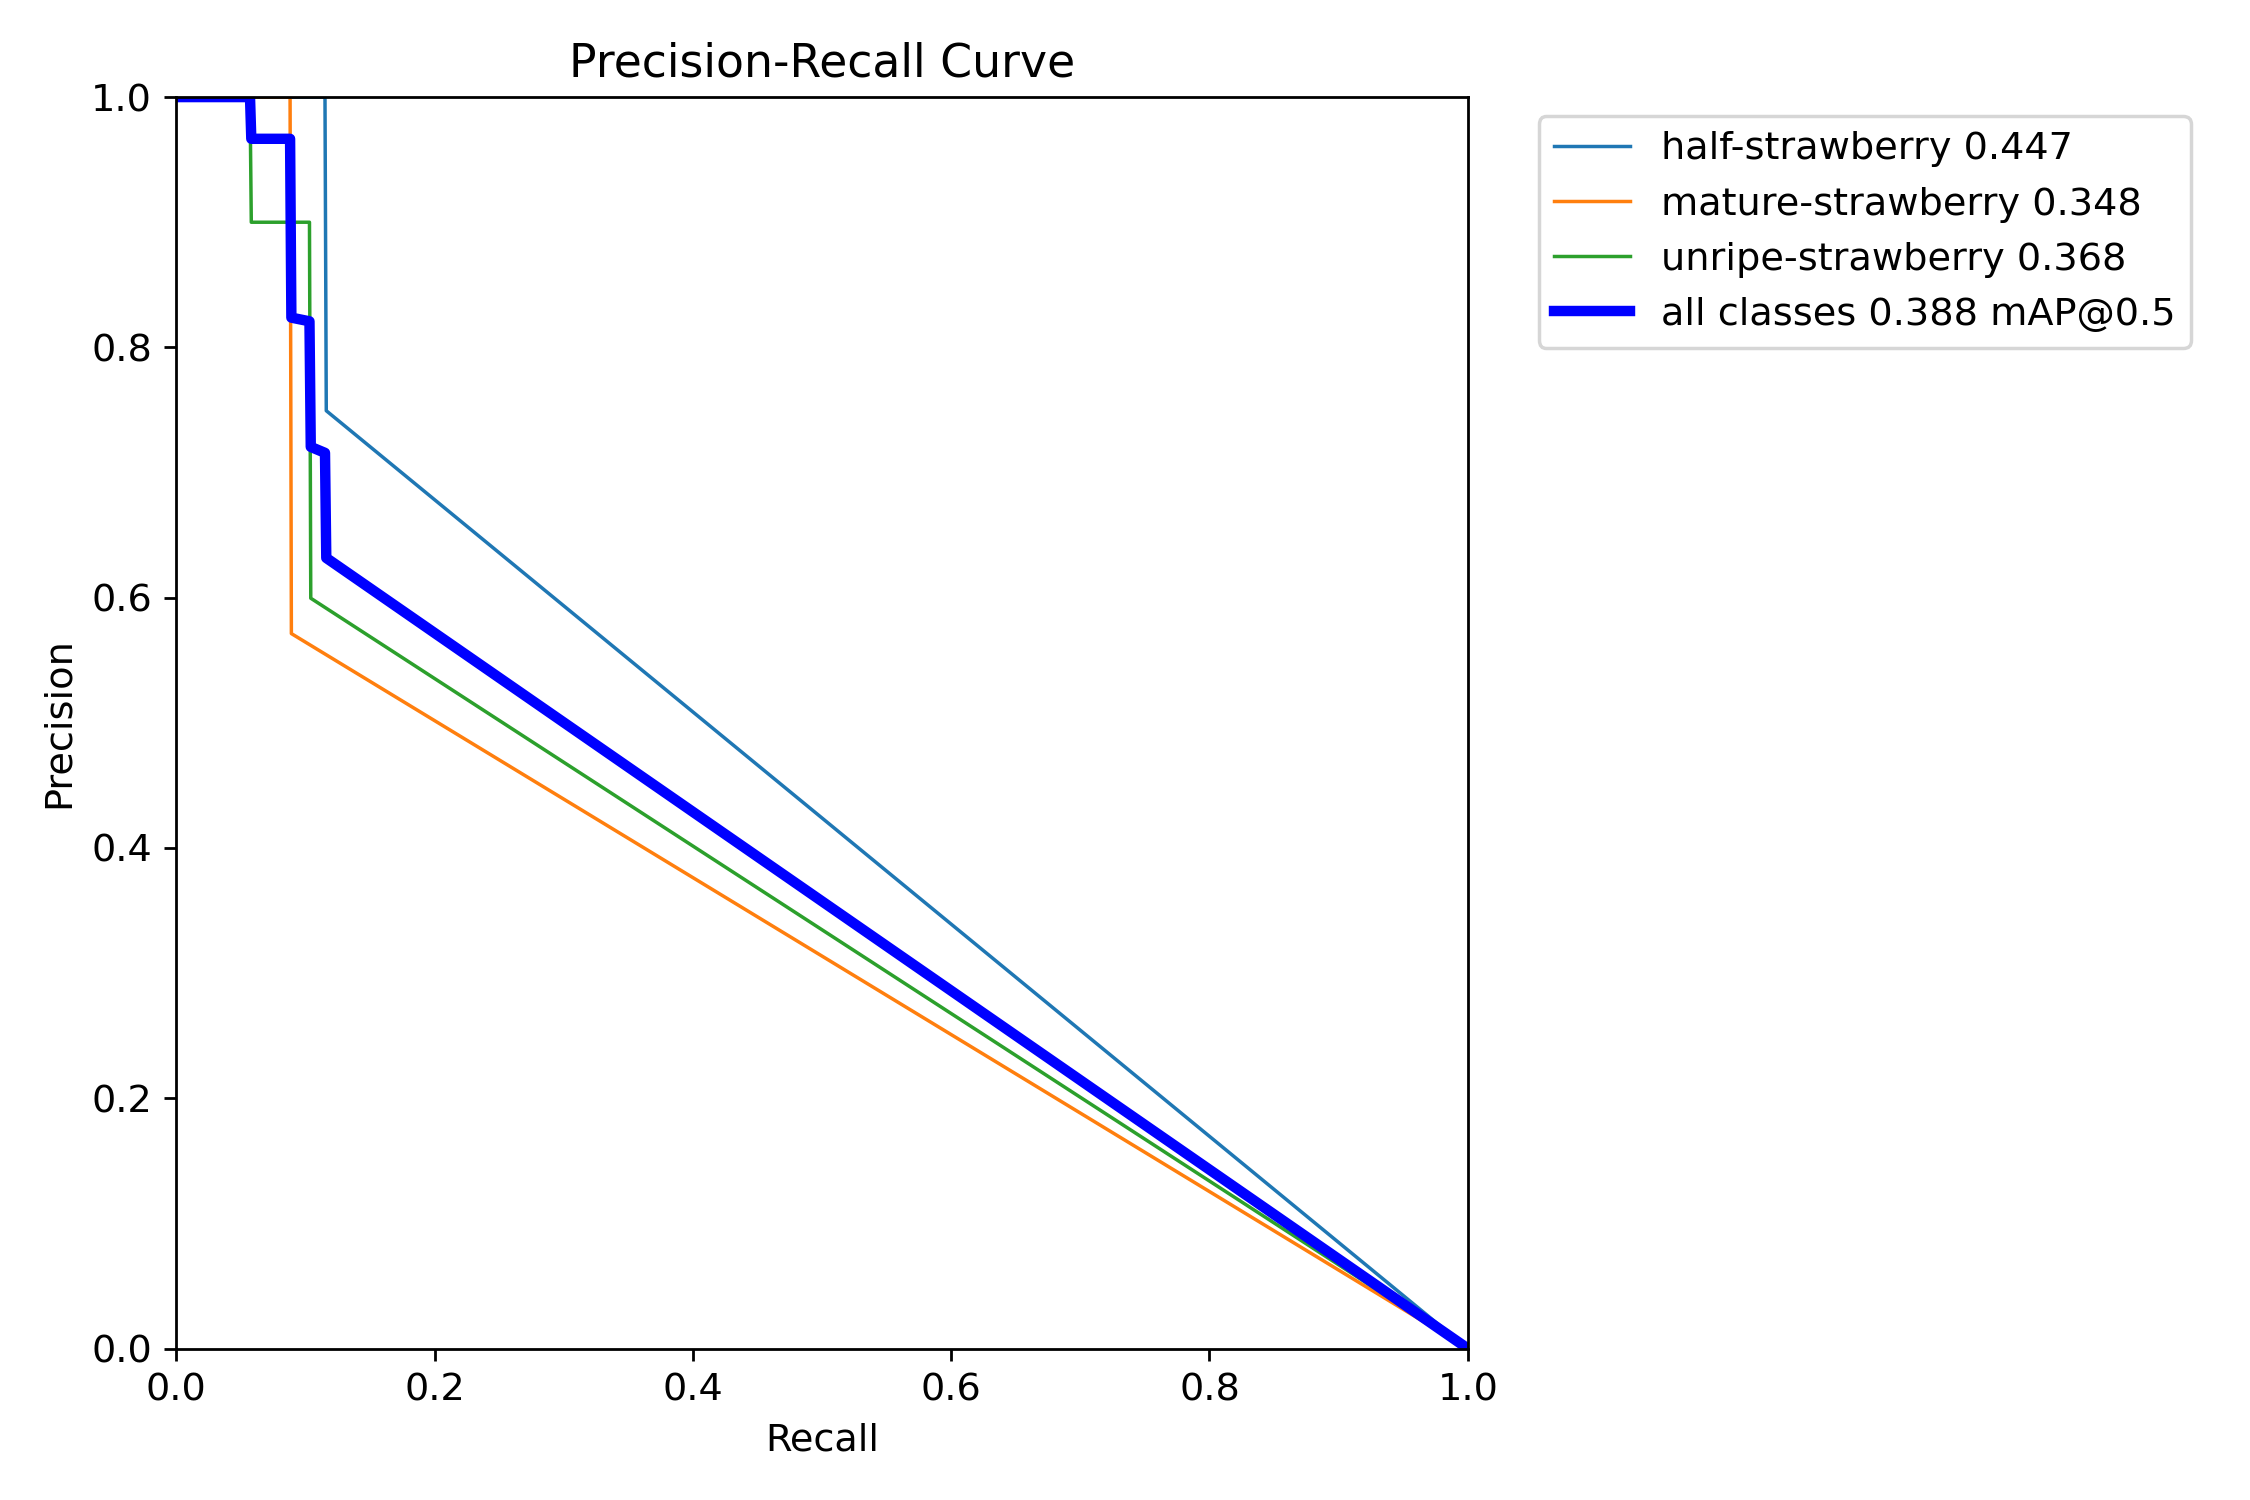 Precision-Recall Curve
1.0
0.8
0.6
0.4
0.2
0.0
Precision
0.0 0.2 0.4 0.6 0.8 1.0
Recall
half-strawberry 0.447
mature-strawberry 0.348
unripe-strawberry 0.368
all classes 0.388 mAP@0.5